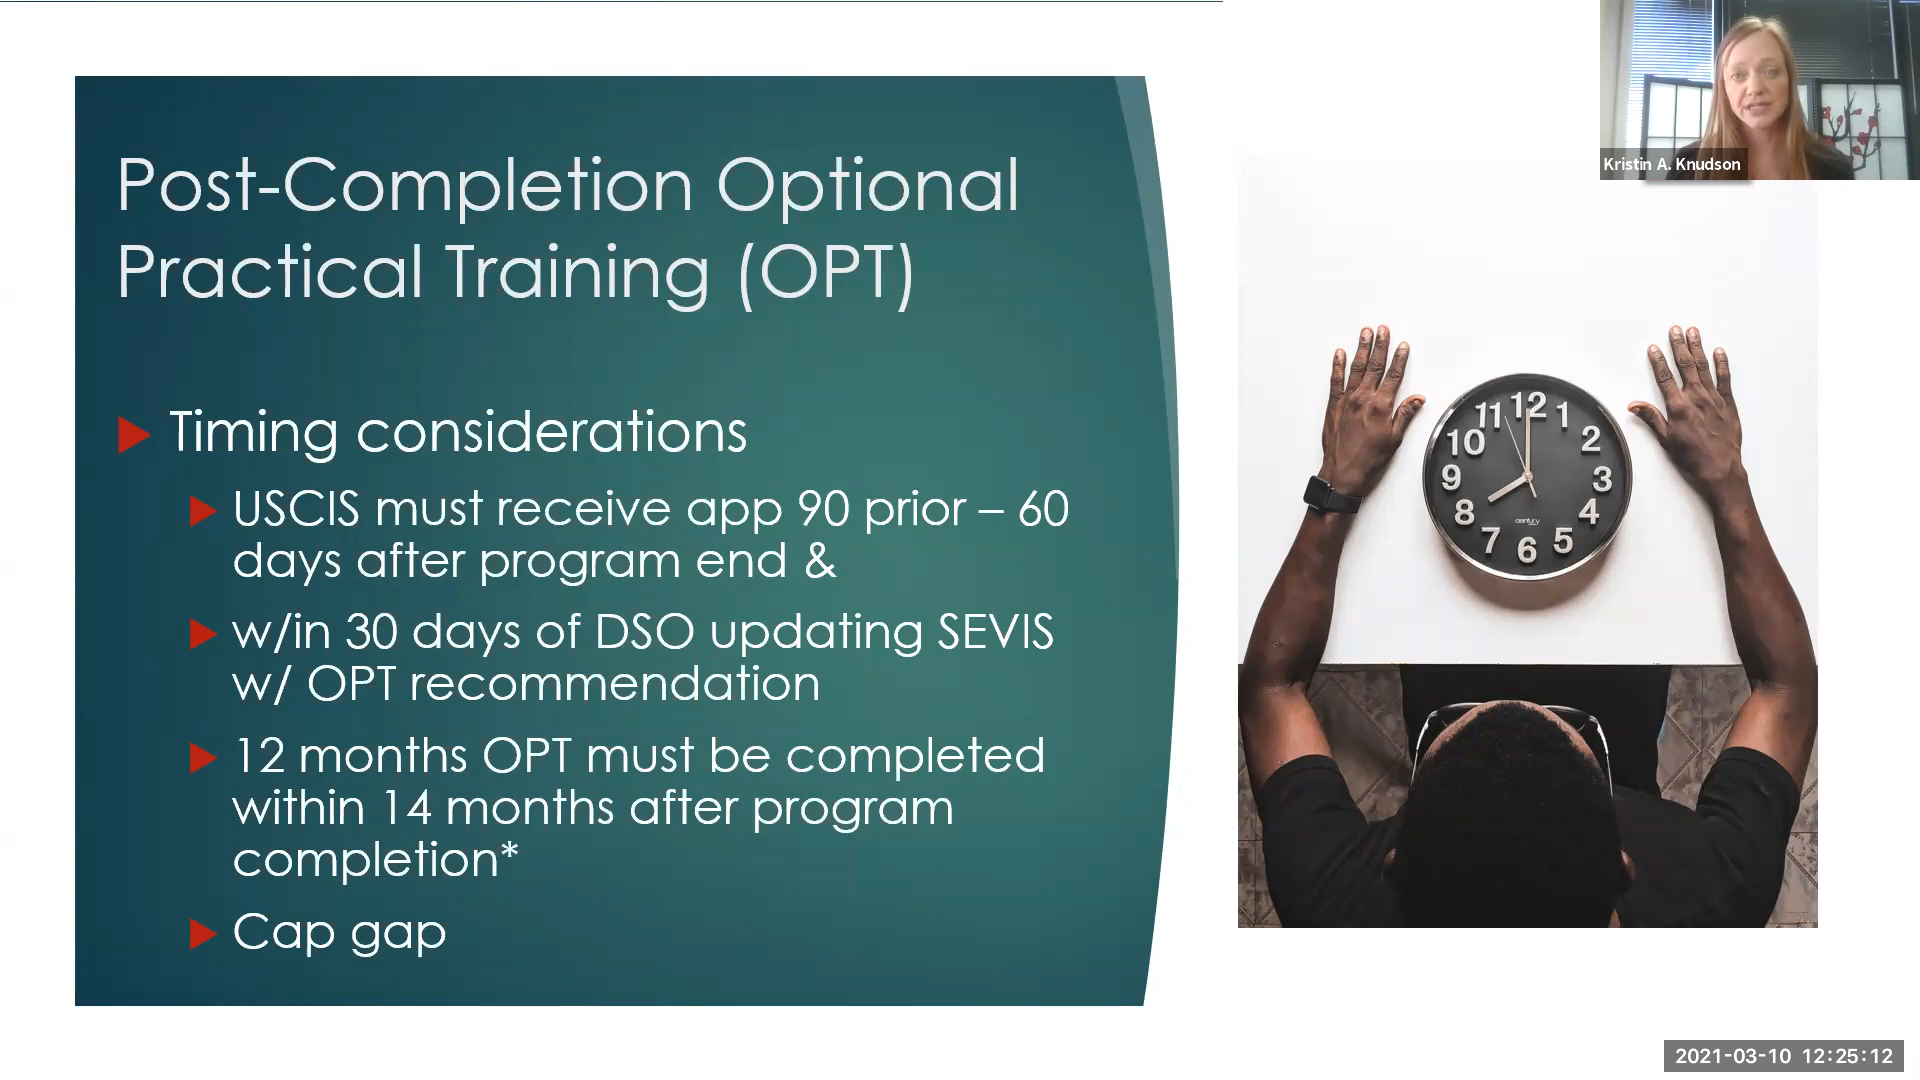 Post-Completion Optional
Practical Training (OPT)
Timing considerations
USCIS must receive app 90 prior – 60
days after program end &
w/in 30 days of DSO updating SEVIS
w/ OPT recommendation
12 months OPT must be completed
within 14 months after program
completion*
Cap gap
Kristin A. Knudson
12
11
1
10
2
9
3
8
4
century
7
5
6
2021-03-10 12:25:12